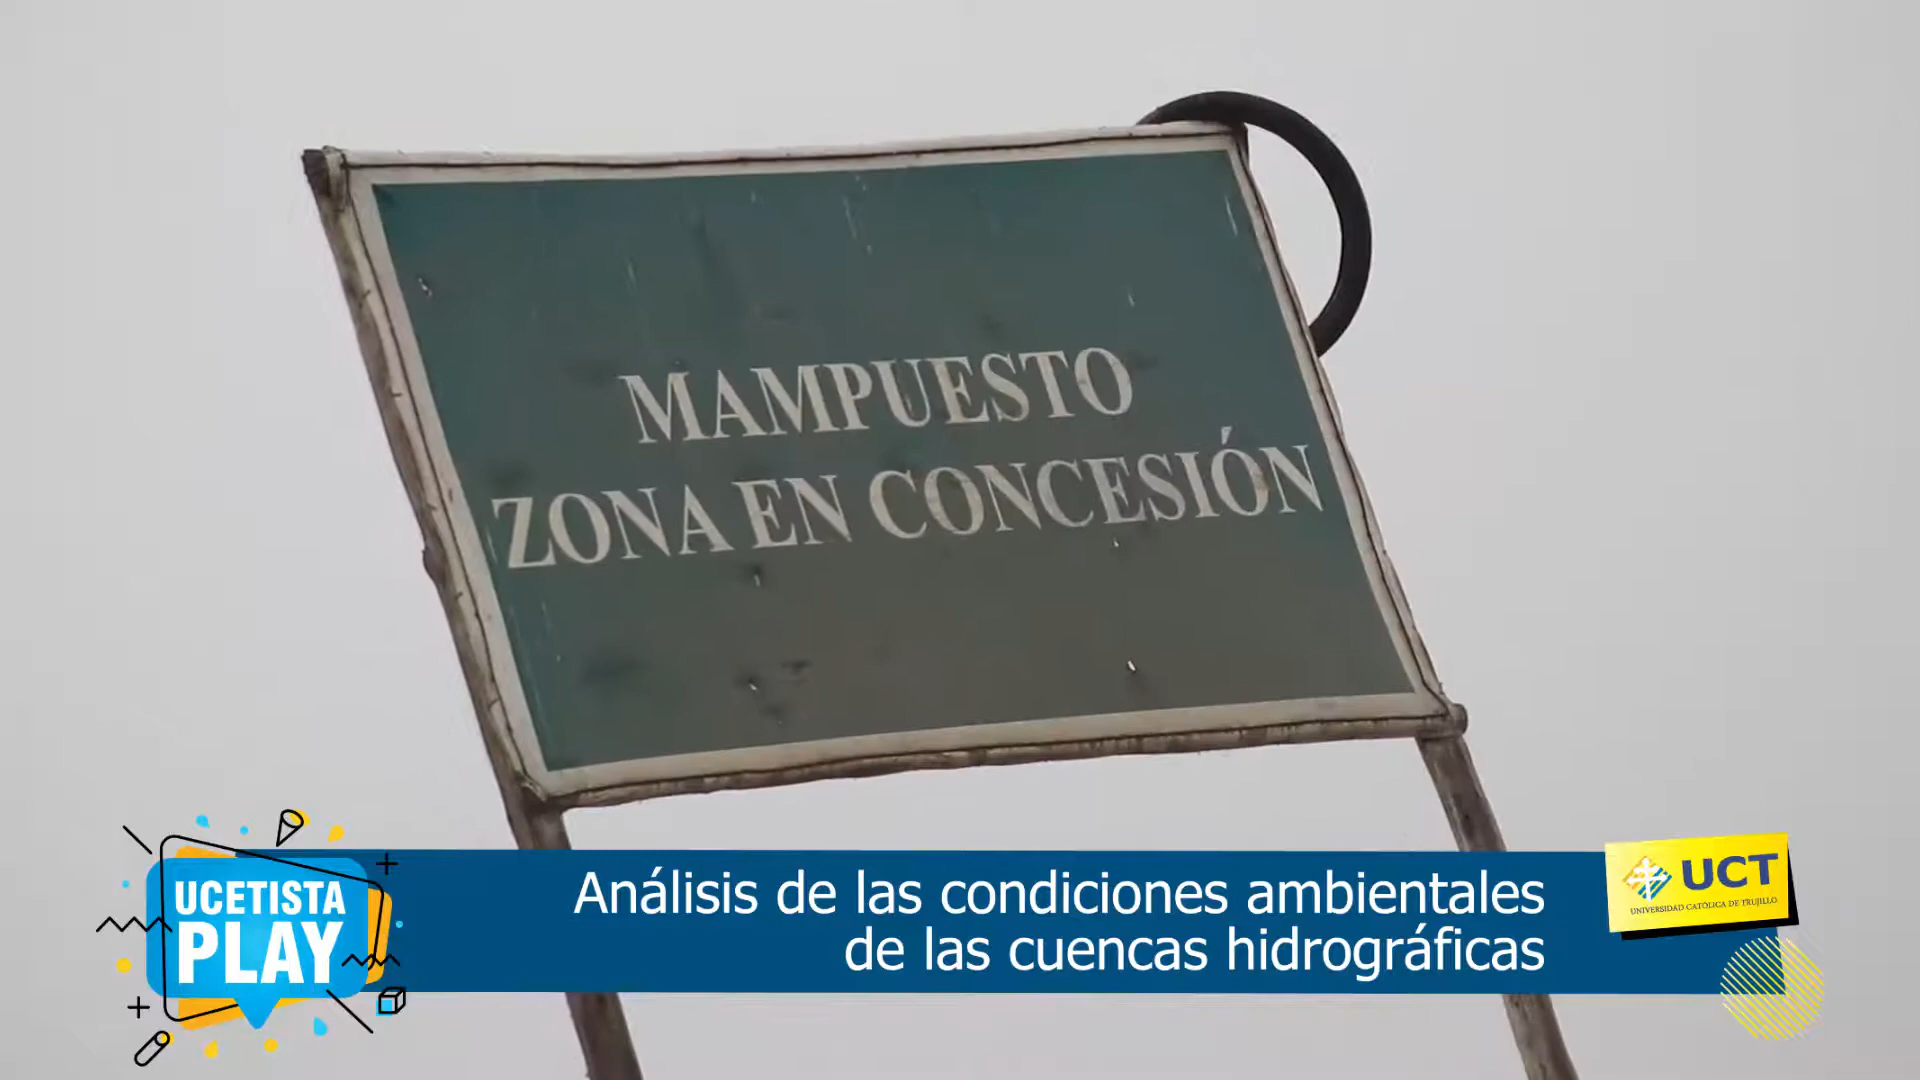 MAMPUESTO
ZONA EN CONCESIÓN
UCETISTA
PLAY
Análisis de las condiciones ambientales
de las cuencas hidrográficas
UCT
UNIVERSIDAD CATÓLICA DE TRUJILLO